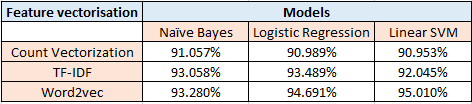 Feature vectorisation Models
Naïve Bayes Logistic Regression Linear SVM
Count Vectorization 91.057% 90.989% 90.953%
TF-IDF 93.058% 93.489% 92.045%
Word2vec 93.280% 94.691% 95.010%